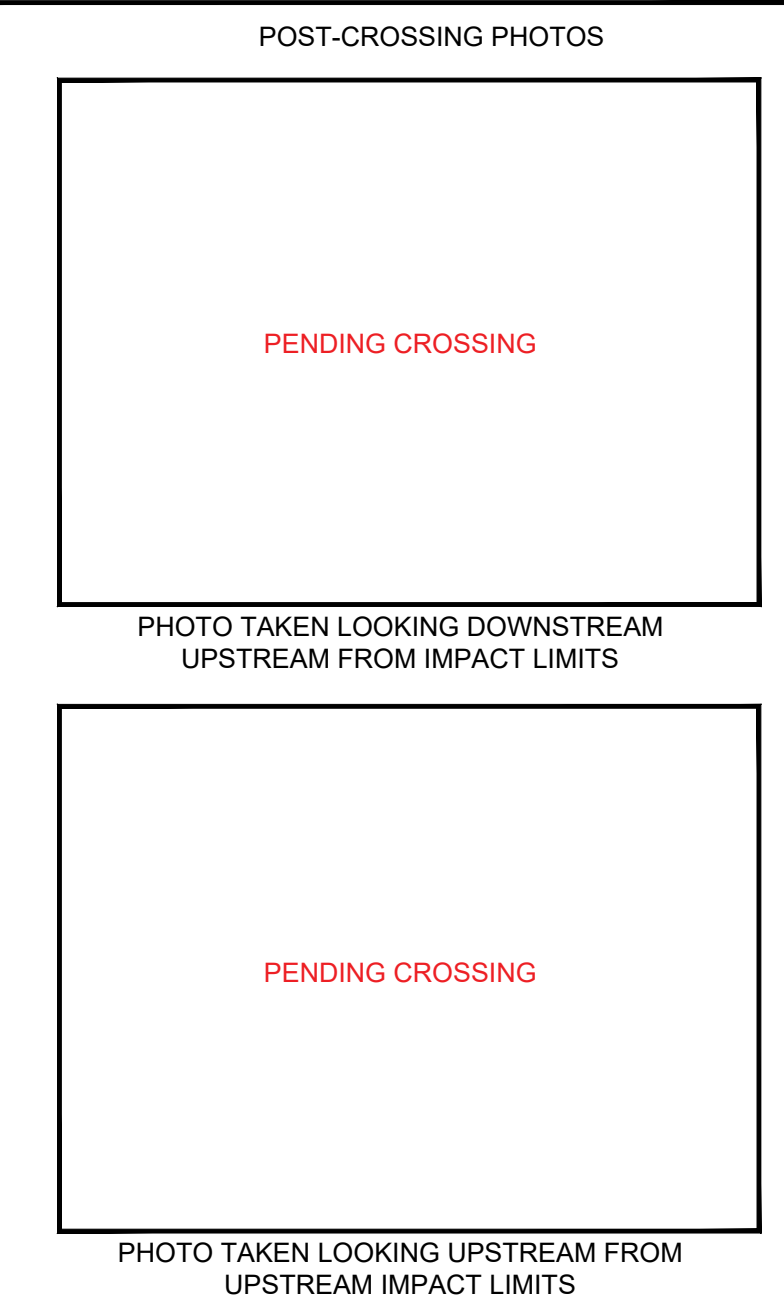 POST-CROSSING PHOTOS
PENDING CROSSING
PHOTO TAKEN LOOKING DOWNSTREAM
UPSTREAM FROM IMPACT LIMITS
PENDING CROSSING
PHOTO TAKEN LOOKING UPSTREAM FROM
UPSTREAM IMPACT LIMITS